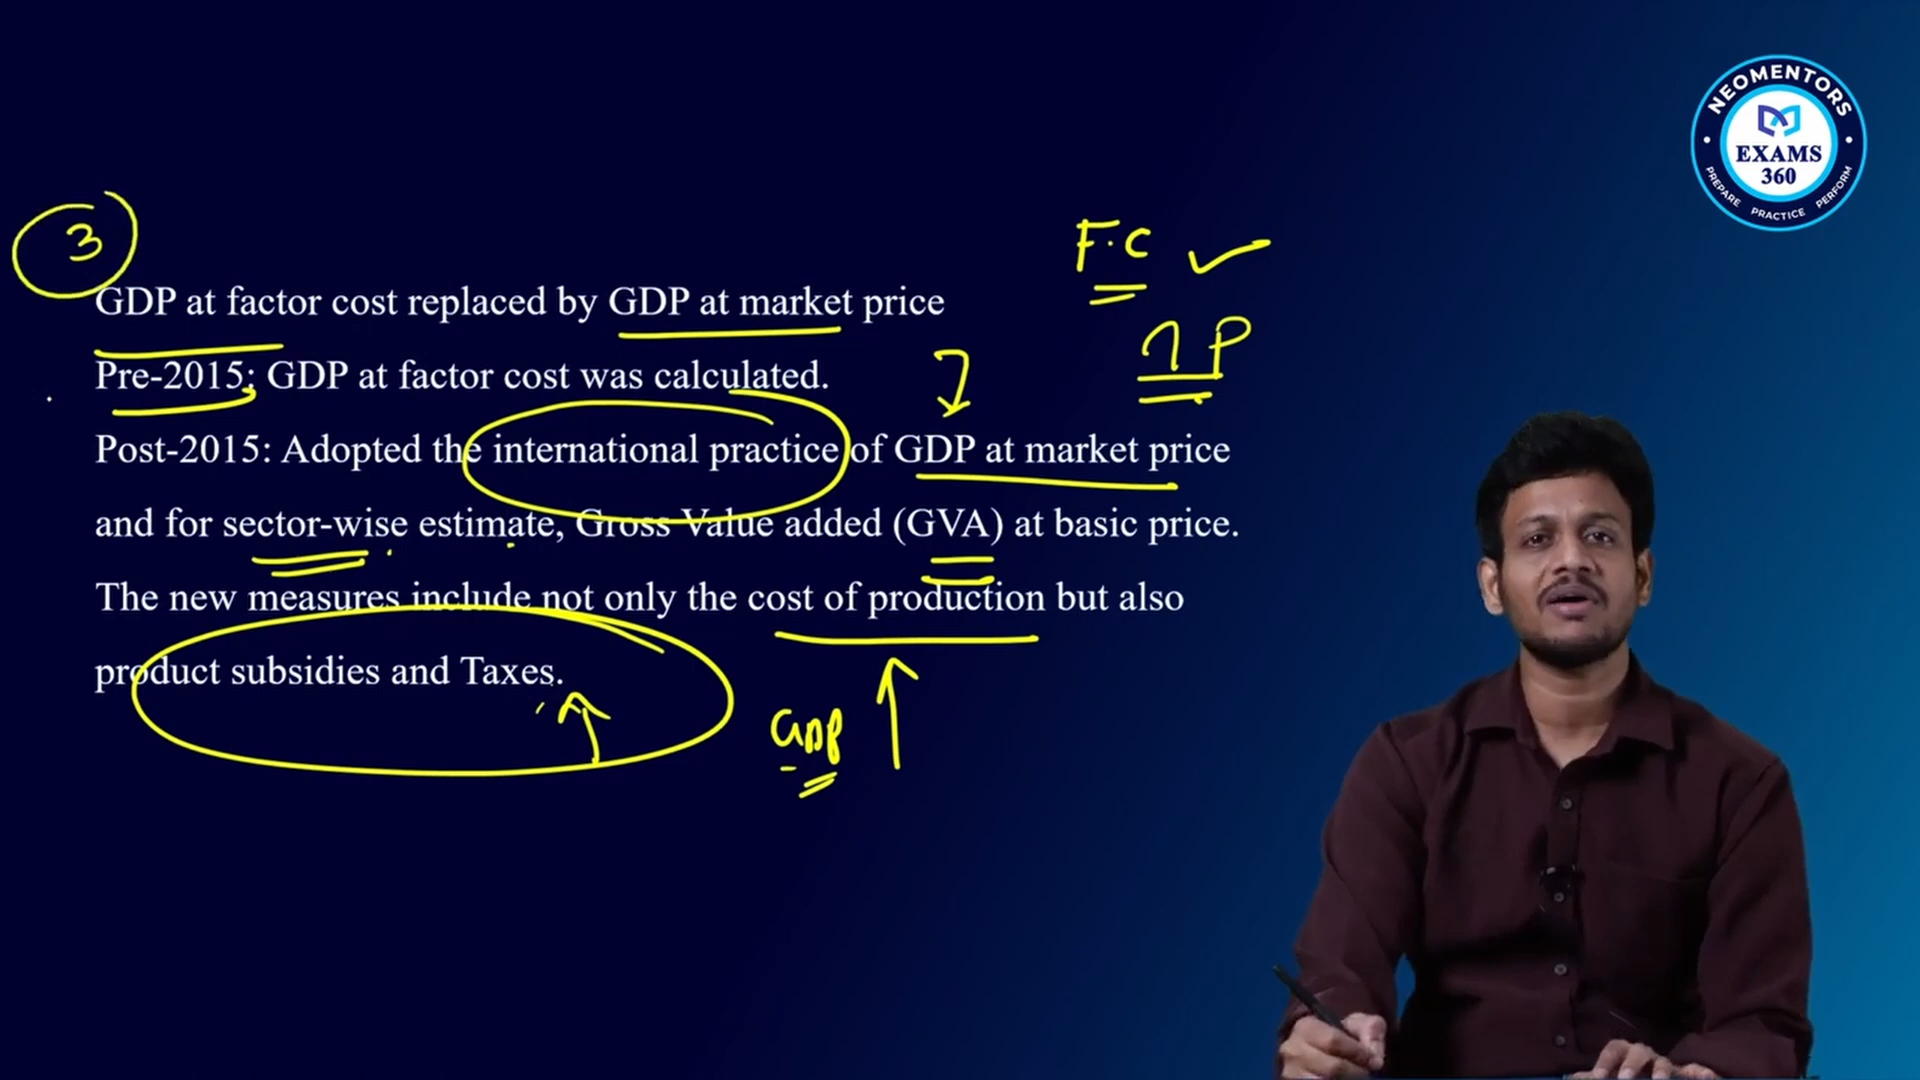 NEOMENTORS
EXAMS
360
PREPARE PRACTICE PERFORM
3
F.C
GDP at factor cost replaced by GDP at market price
MP
Pre-2015: GDP at factor cost was calculated.
Post-2015: Adopted the international practice of GDP at market price
and for sector-wise estimate, Gross Value added (GVA) at basic price.
The new measures include not only the cost of production but also
product subsidies and Taxes.
GDP